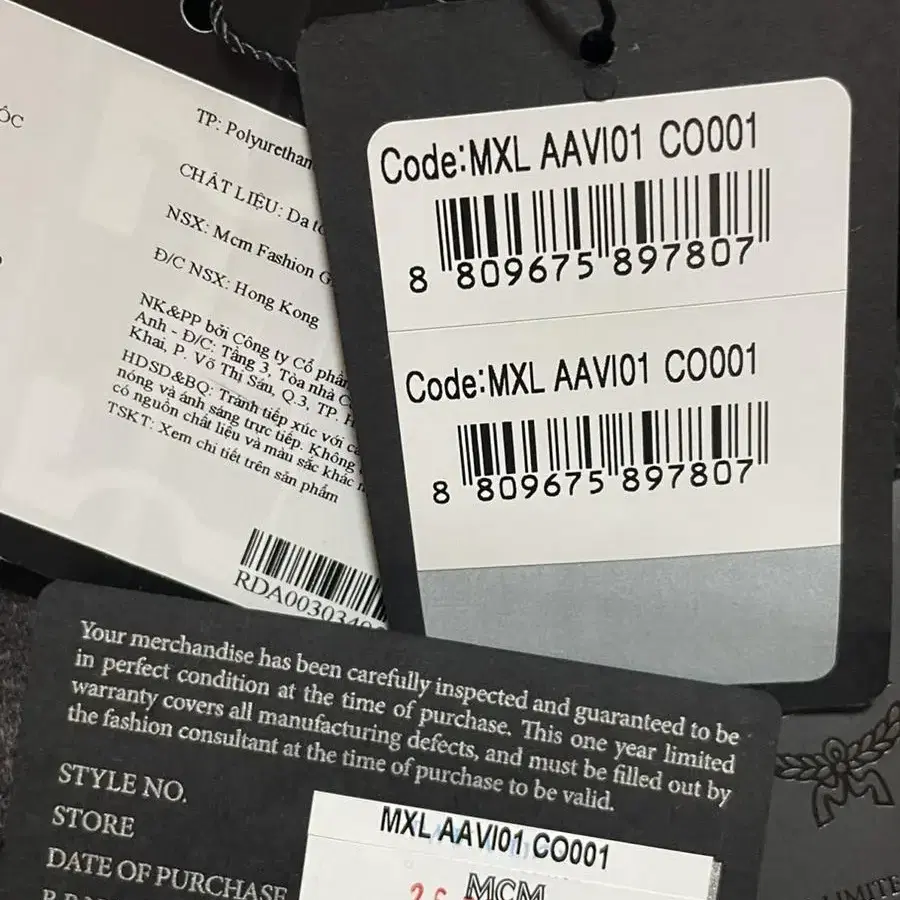 TP: Polyurethan
CHẤT LIỆU: Da
NSX: Mcm Fashion G
Đ/C NSX: Hong Kong
NK&PP bởi Công ty Cổ phần
Anh - Đ/C: Tầng 3, Tòa nhà
Khai, P. Võ Thị Sáu, Q.3, TP.
HDSD&BQ: Tránh tiếp xúc với
nóng và ánh sáng trực tiếp. Không
có nguồn chất liệu và màu sắc khác
TSKT: Xem chi tiết trên sản phẩm
RDA003034
Code:MXL AAVI01 CO001
8 809675 897807
Code:MXL AAVI01 CO001
8 809675 897807
Your merchandise has been carefully inspected and guaranteed to be
in perfect condition at the time of purchase. This one year limited
warranty covers all manufacturing defects, and must be filled out by
the fashion consultant at the time of purchase to be valid.
STYLE NO.
MXL AAVI01 CO001
STORE
DATE OF PURCHASE
MCM